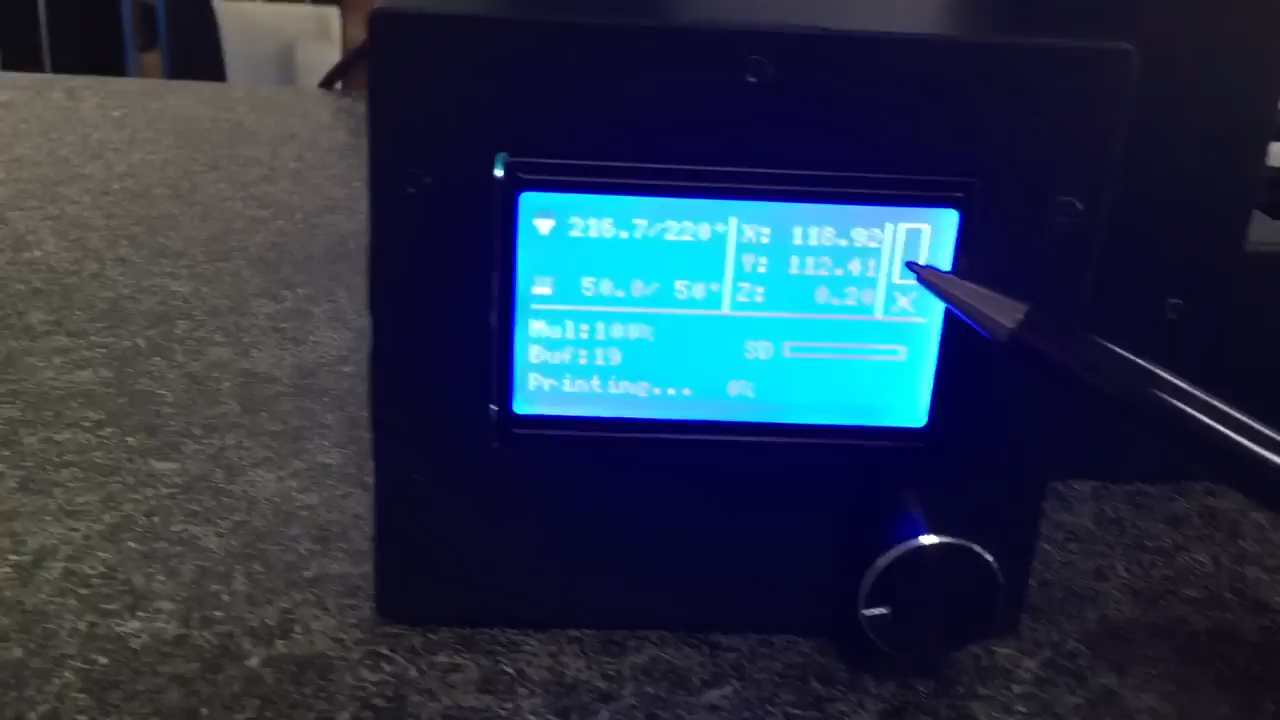 216.7/220° X: 118.92
Y: 112.41
50.0/ 50° Z: 0.20
Mul:100%
Buf:19 SD
Printing... 0%